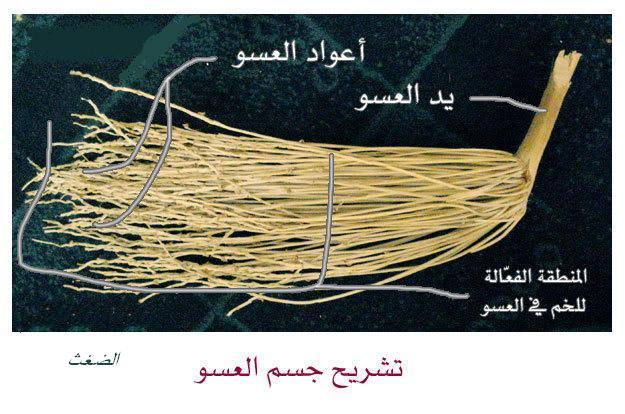 أعواد العسو
يد العسو
المنطقة الفعّالة
للخم في العسو
الضغث
تشريح جسم العسو